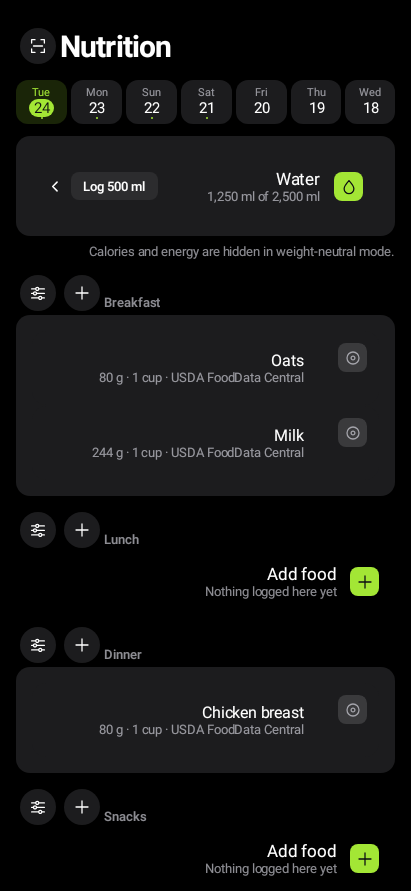 Nutrition
Tue Mon Sun Sat Fri Thu Wed
24 23 22 21 20 19 18
Log 500 ml
Water
1,250 ml of 2,500 ml
Calories and energy are hidden in weight-neutral mode.
Breakfast
Oats
80 g · 1 cup · USDA FoodData Central
Milk
244 g · 1 cup · USDA FoodData Central
Lunch
Add food
Nothing logged here yet
Dinner
Chicken breast
80 g · 1 cup · USDA FoodData Central
Snacks
Add food
Nothing logged here yet